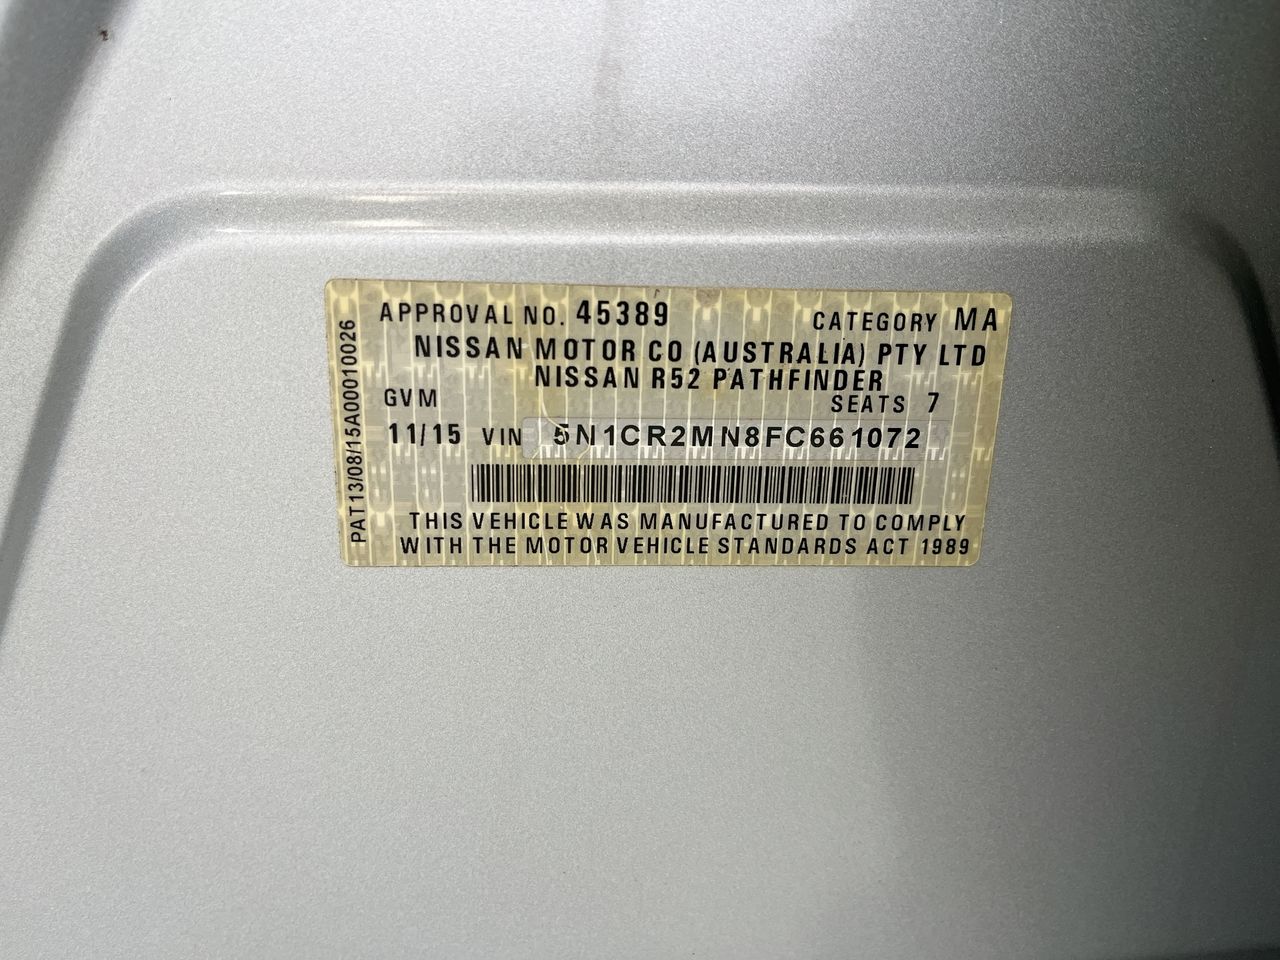 APPROVAL NO. 45389 CATEGORY MA
NISSAN MOTOR CO (AUSTRALIA) PTY LTD
NISSAN R52 PATHFINDER
GVM SEATS 7
11/15 VIN 5N1CR2MN8FC661072
THIS VEHICLE WAS MANUFACTURED TO COMPLY
WITH THE MOTOR VEHICLE STANDARDS ACT 1989
PAT13/08/15A00010026